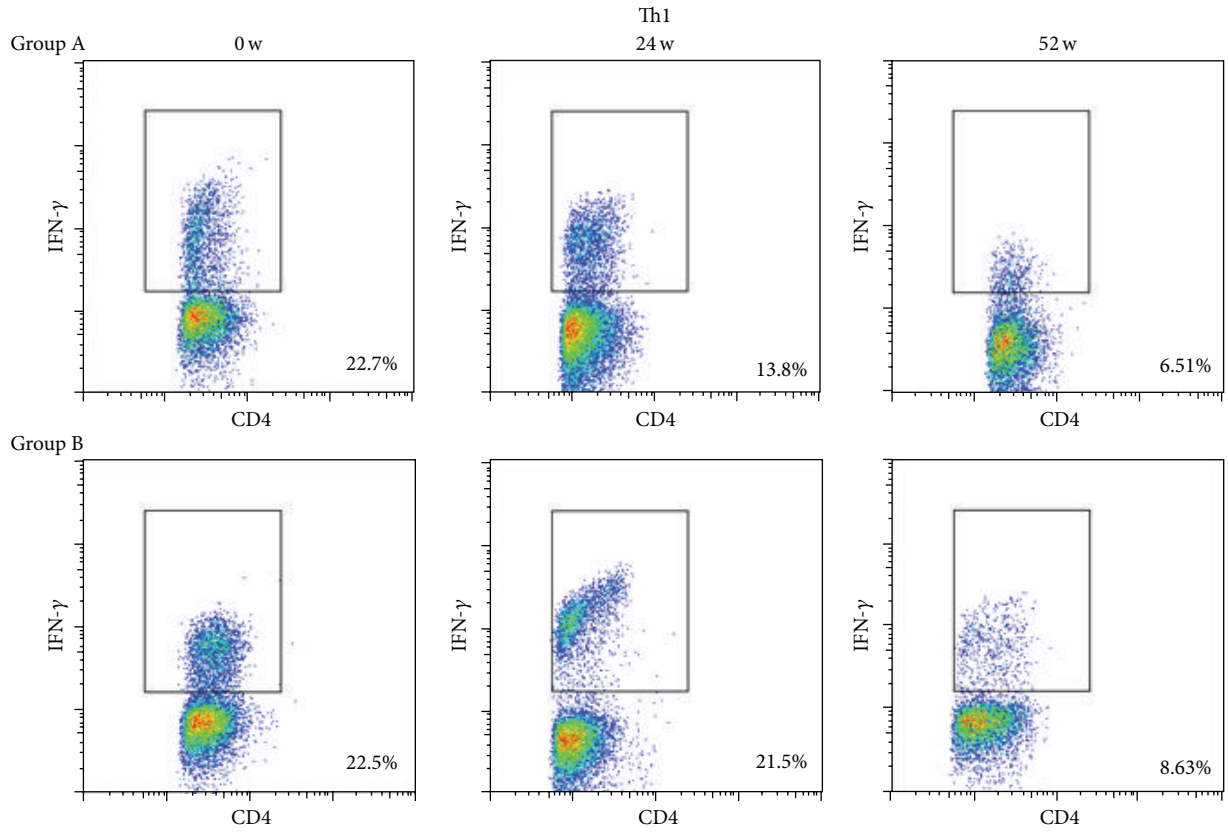 Th1
Group A 0 w 24 w 52 w
IFN-γ IFN-γ IFN-γ
22.7% 13.8% 6.51%
CD4 CD4 CD4
Group B
IFN-γ IFN-γ IFN-γ
22.5% 21.5% 8.63%
CD4 CD4 CD4